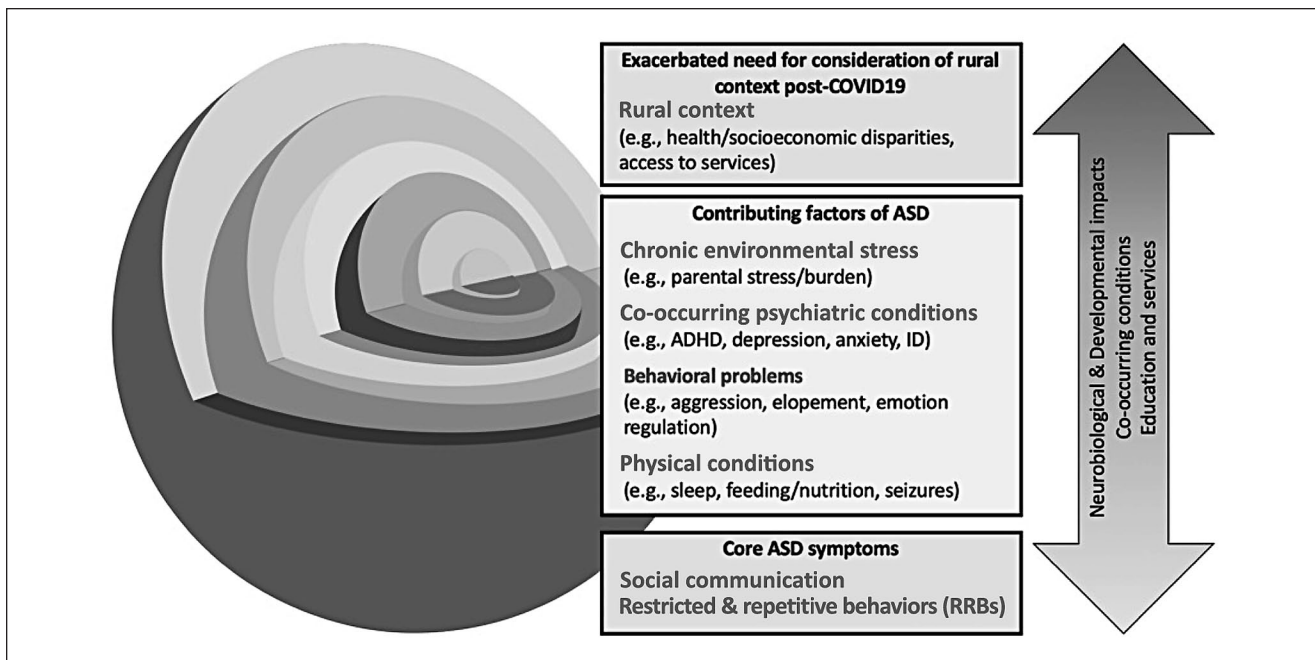 Exacerbated need for consideration of rural
context post-COVID19
Rural context
(e.g., health/socioeconomic disparities,
access to services)
Contributing factors of ASD
Chronic environmental stress
(e.g., parental stress/burden)
Co-occurring psychiatric conditions
(e.g., ADHD, depression, anxiety, ID)
Behavioral problems
(e.g., aggression, elopement, emotion
regulation)
Physical conditions
(e.g., sleep, feeding/nutrition, seizures)
Core ASD symptoms
Social communication
Restricted & repetitive behaviors (RRBs)
Neurobiological & Developmental impacts
Co-occurring conditions
Education and services